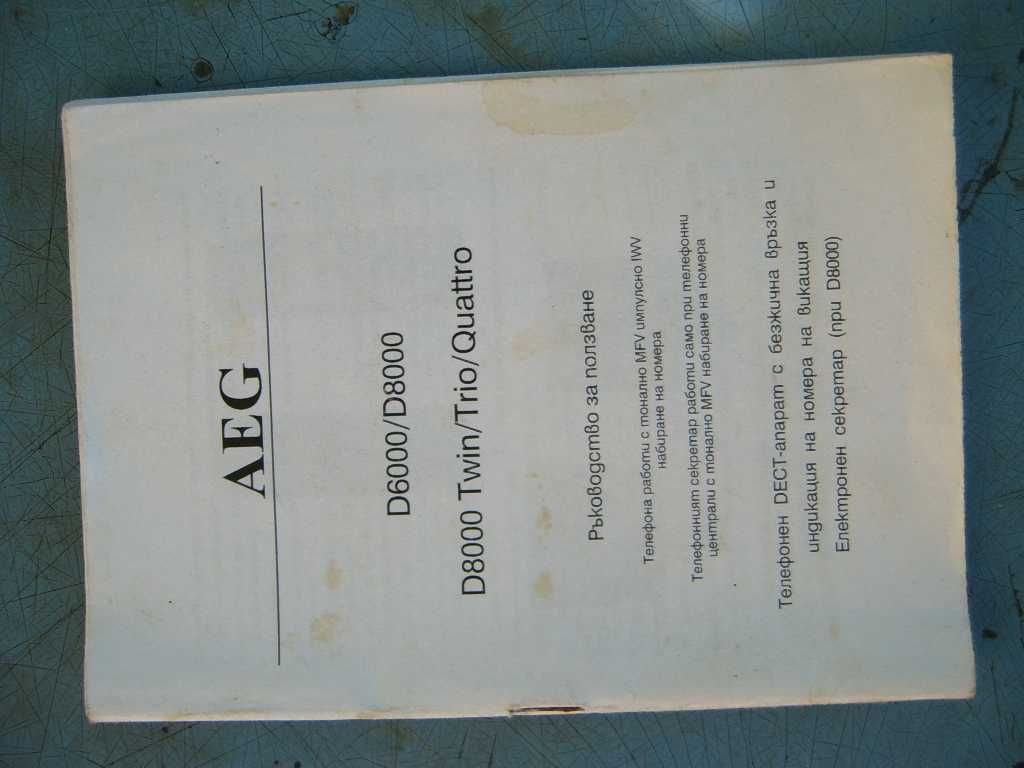 AEG
D6000/D8000
D8000 Twin/Trio/Quattro
Ръководство за ползване
Телефона работи с тонално MFV импулсно IWV
набиране на номера
Телефонният секретар работи само при телефонни
централи с тонално MFV набиране на номера
Телефонен DECT-апарат с безжична връзка и
индикация на номера на викащия
Електронен секретар (при D8000)